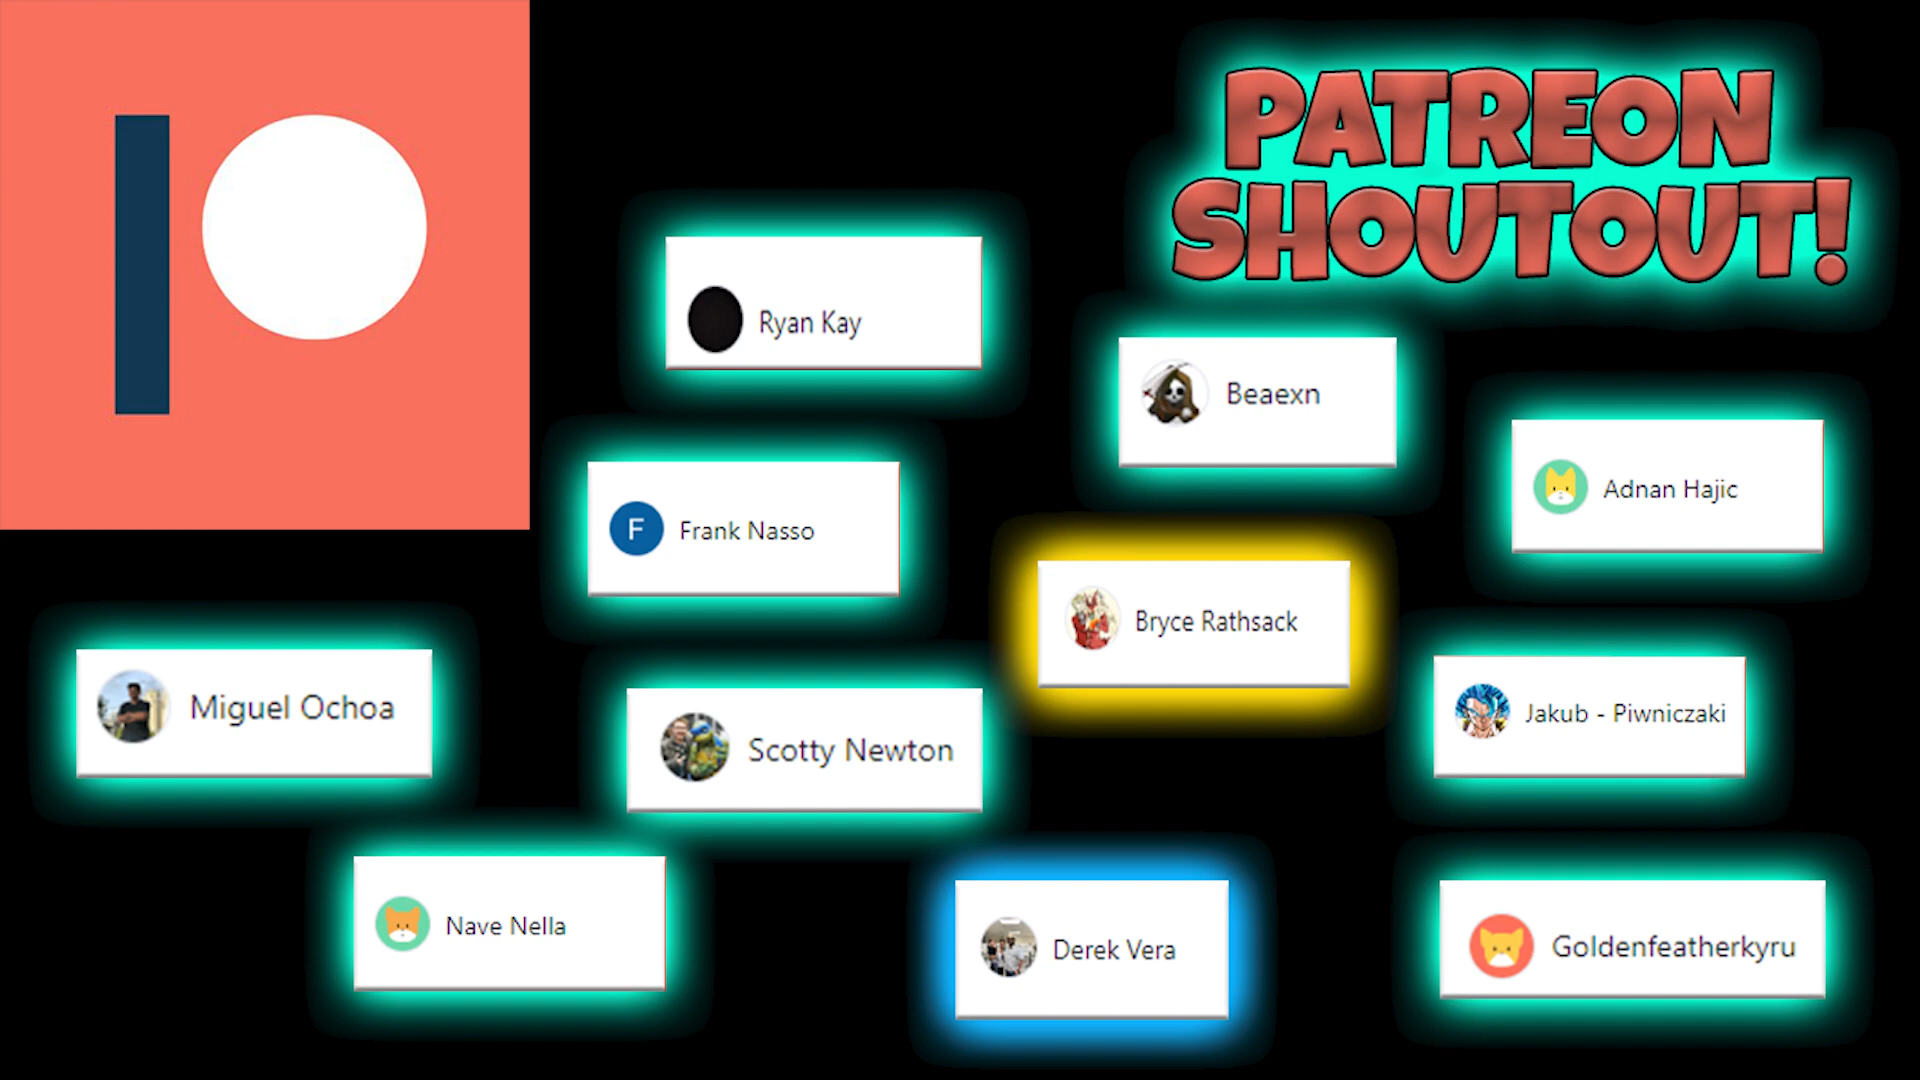 PATREON
SHOUTOUT!
Ryan Kay
Beaexn
Adnan Hajic
F
Frank Nasso
Bryce Rathsack
Miguel Ochoa
Scotty Newton
Jakub - Piwniczaki
Nave Nella
Derek Vera
Goldenfeatherkyru